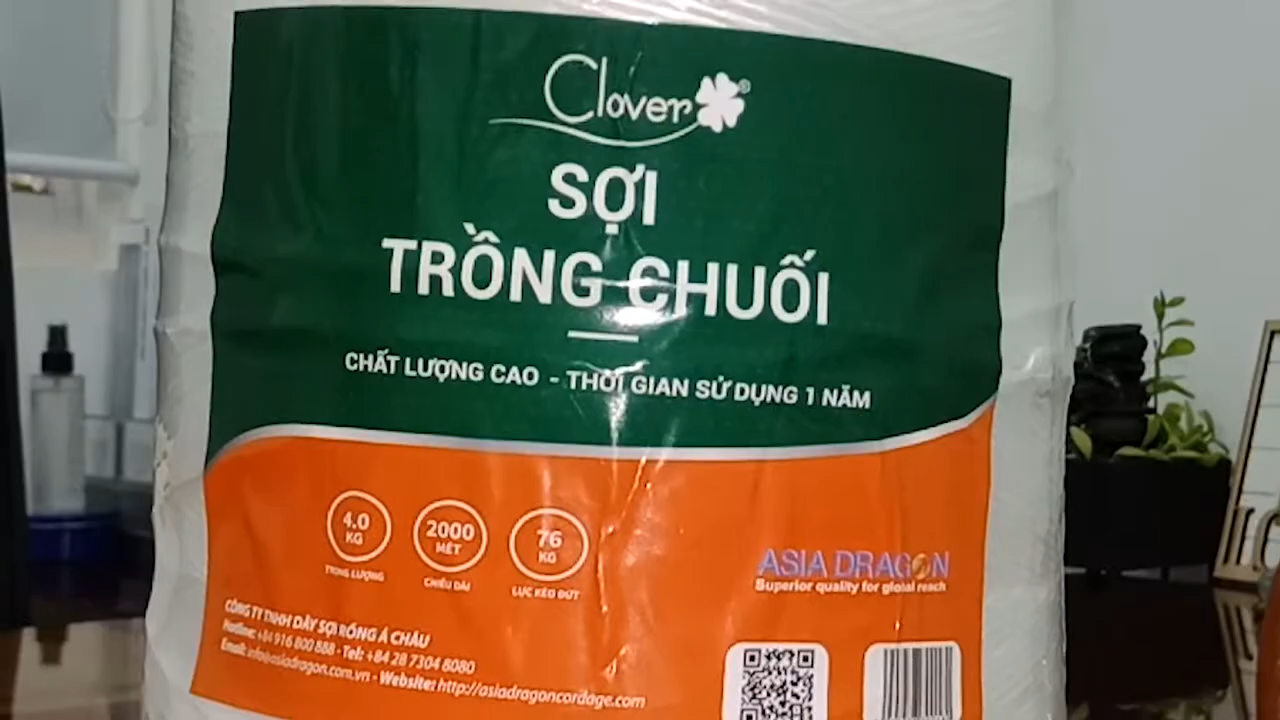 Clover®
SỢI
TRỒNG CHUỐI
CHẤT LƯỢNG CAO - THỜI GIAN SỬ DỤNG 1 NĂM
4.0 KG
TRỌNG LƯỢNG
2000 MÉT
CHIỀU DÀI
76 KG
LỰC KÉO ĐỨT
ASIA DRAGON
Superior quality for global reach
CÔNG TY TNHH DÂY SỢI RỒNG Á CHÂU
Hotline: +84 916 800 888 - Tel: +84 28 7304 8080
Email: info@asiadragon.com.vn - Website: http://asiadragoncordage.com